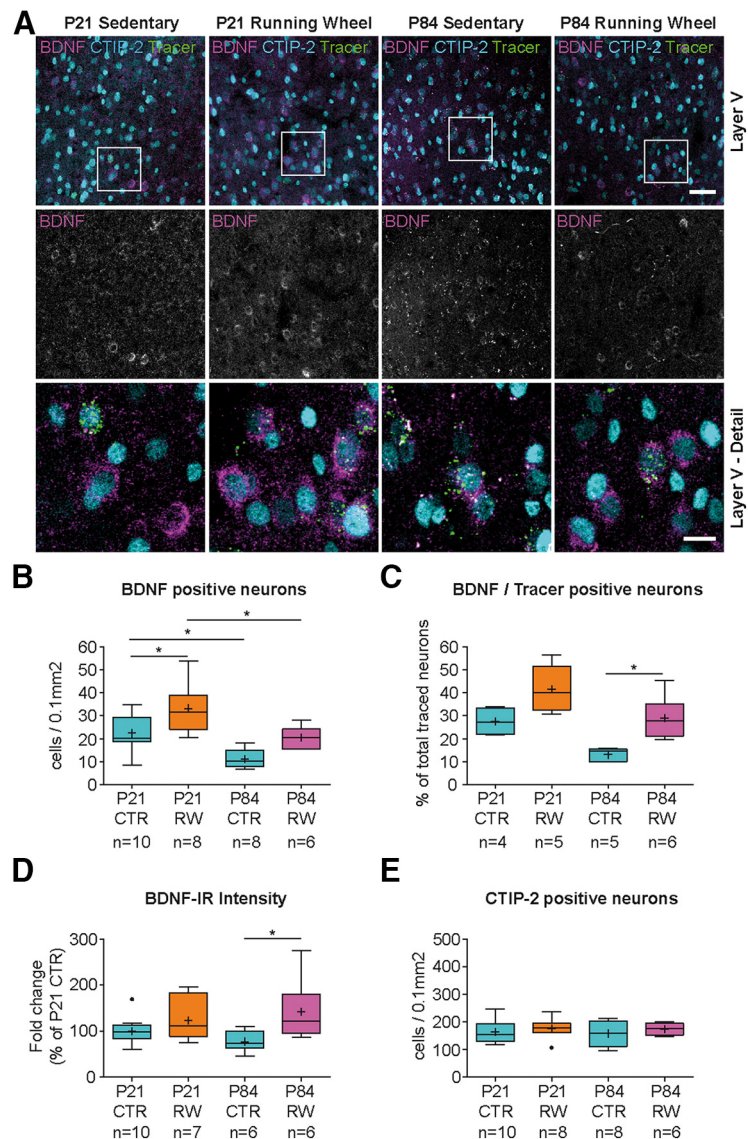 A
P21 Sedentary P21 Running Wheel P84 Sedentary P84 Running Wheel
BDNF CTIP-2 Tracer BDNF CTIP-2 Tracer BDNF CTIP-2 Tracer BDNF CTIP-2 Tracer
Layer V
BDNF BDNF BDNF BDNF
Layer V - Detail
B
BDNF positive neurons
cells / 0.1mm2
60
50
40
30
20
10
0
* * *
P21 P21 P84 P84
CTR RW CTR RW
n=10 n=8 n=8 n=6
C
BDNF / Tracer positive neurons
% of total traced neurons
60
50
40
30
20
10
0
*
P21 P21 P84 P84
CTR RW CTR RW
n=4 n=5 n=5 n=6
D
BDNF-IR Intensity
Fold change
(% of P21 CTR)
300
200
100
0
*
P21 P21 P84 P84
CTR RW CTR RW
n=10 n=7 n=6 n=6
E
CTIP-2 positive neurons
cells / 0.1mm2
500
400
300
200
100
0
P21 P21 P84 P84
CTR RW CTR RW
n=10 n=8 n=8 n=6